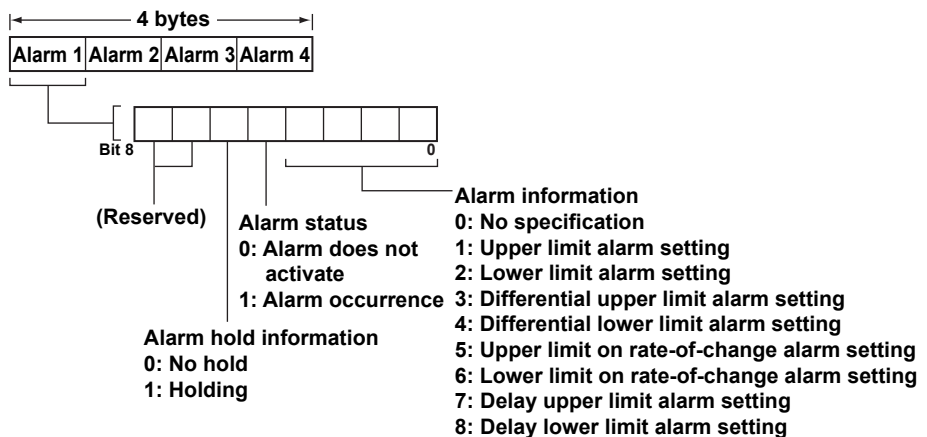 4 bytes
Alarm 1 Alarm 2 Alarm 3 Alarm 4
Bit 8 0
(Reserved)
Alarm status
0: Alarm does not
activate
1: Alarm occurrence
Alarm hold information
0: No hold
1: Holding
Alarm information
0: No specification
1: Upper limit alarm setting
2: Lower limit alarm setting
3: Differential upper limit alarm setting
4: Differential lower limit alarm setting
5: Upper limit on rate-of-change alarm setting
6: Lower limit on rate-of-change alarm setting
7: Delay upper limit alarm setting
8: Delay lower limit alarm setting